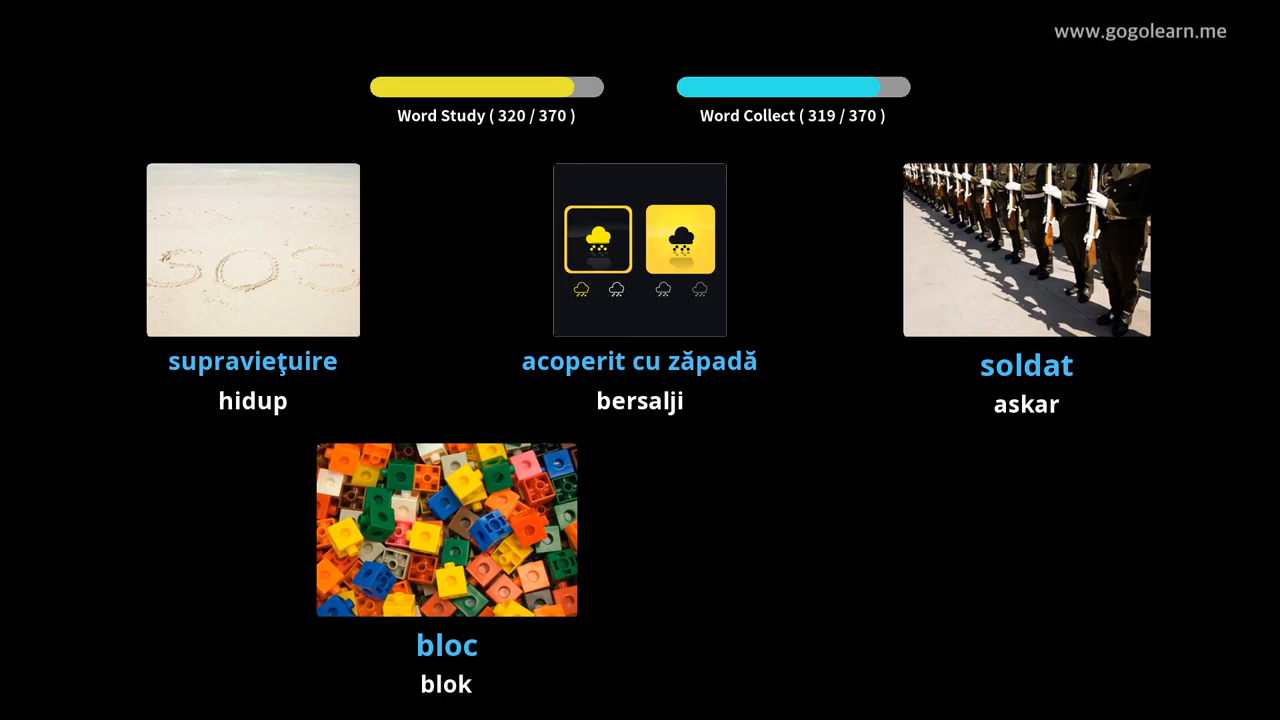 www.gogolearn.me
Word Study ( 320 / 370 )
Word Collect ( 319 / 370 )
SOS
supravieţuire
hidup
acoperit cu zăpadă
bersalji
soldat
askar
bloc
blok